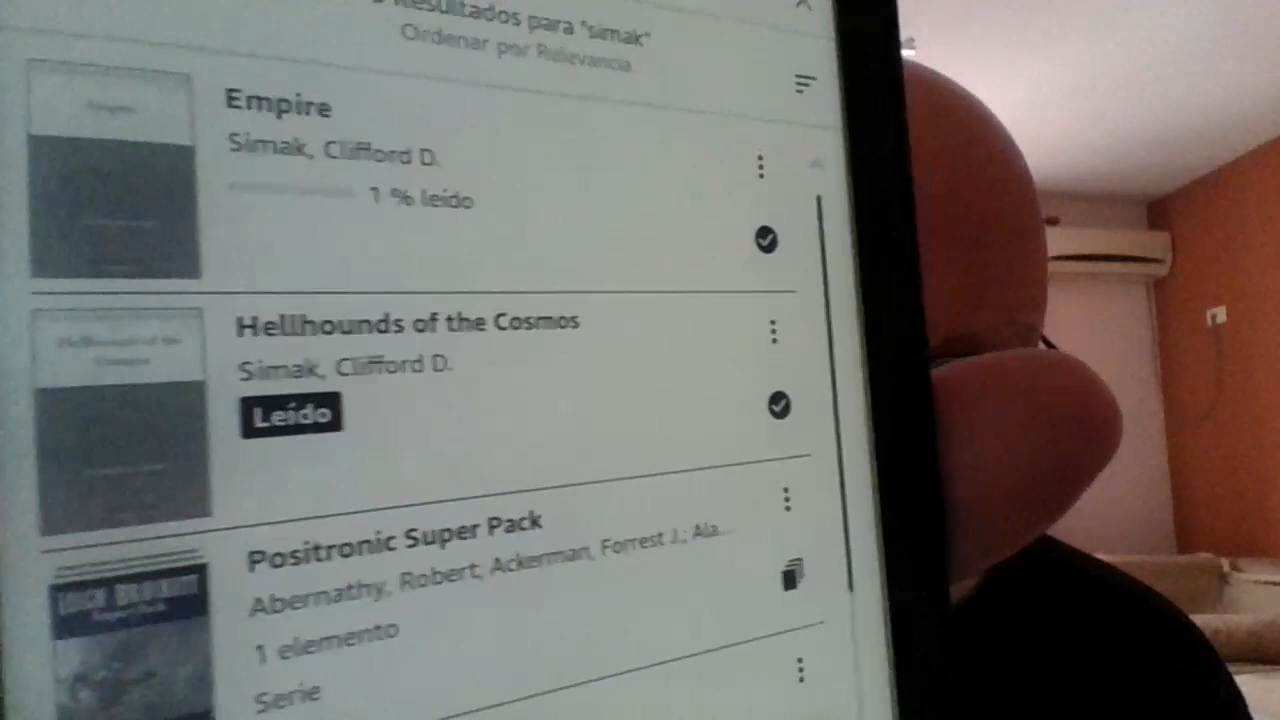 Resultados para "simak"
Ordenar por Relevancia
Empire
Simak, Clifford D.
1 % leído
Hellhounds of the Cosmos
Simak, Clifford D.
Leído
Positronic Super Pack
Abernathy, Robert; Ackerman, Forrest J.; Ala...
1 elemento
Serie